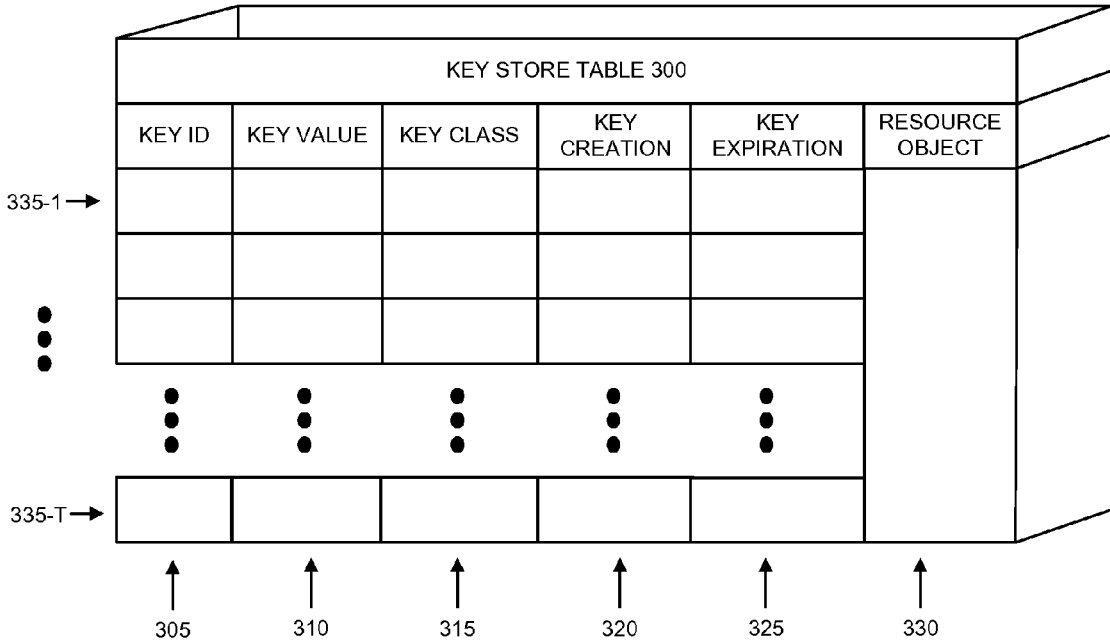 KEY STORE TABLE 300
KEY ID
KEY VALUE
KEY CLASS
KEY
CREATION
KEY
EXPIRATION
RESOURCE
OBJECT
335-1
335-T
305
310
315
320
325
330